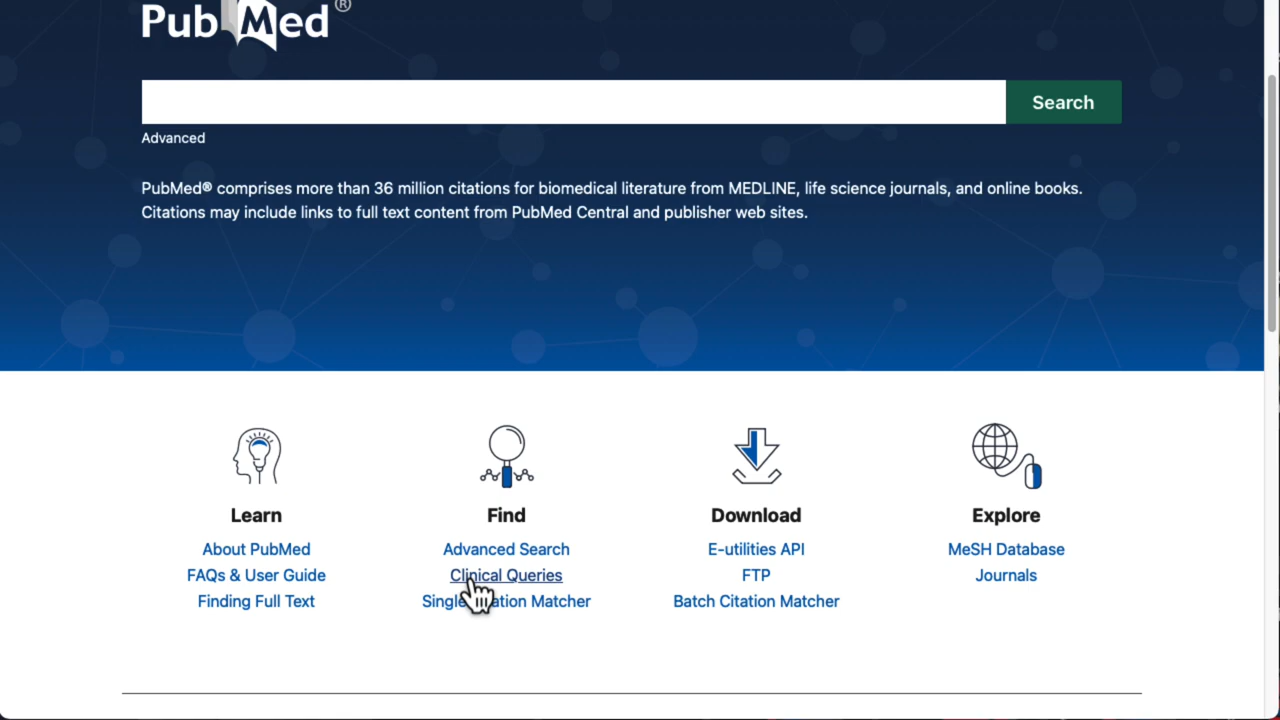 PubMed®
Search
Advanced
PubMed® comprises more than 36 million citations for biomedical literature from MEDLINE, life science journals, and online books.
Citations may include links to full text content from PubMed Central and publisher web sites.
Learn
About PubMed
FAQs & User Guide
Finding Full Text
Find
Advanced Search
Clinical Queries
Single Citation Matcher
Download
E-utilities API
FTP
Batch Citation Matcher
Explore
MeSH Database
Journals